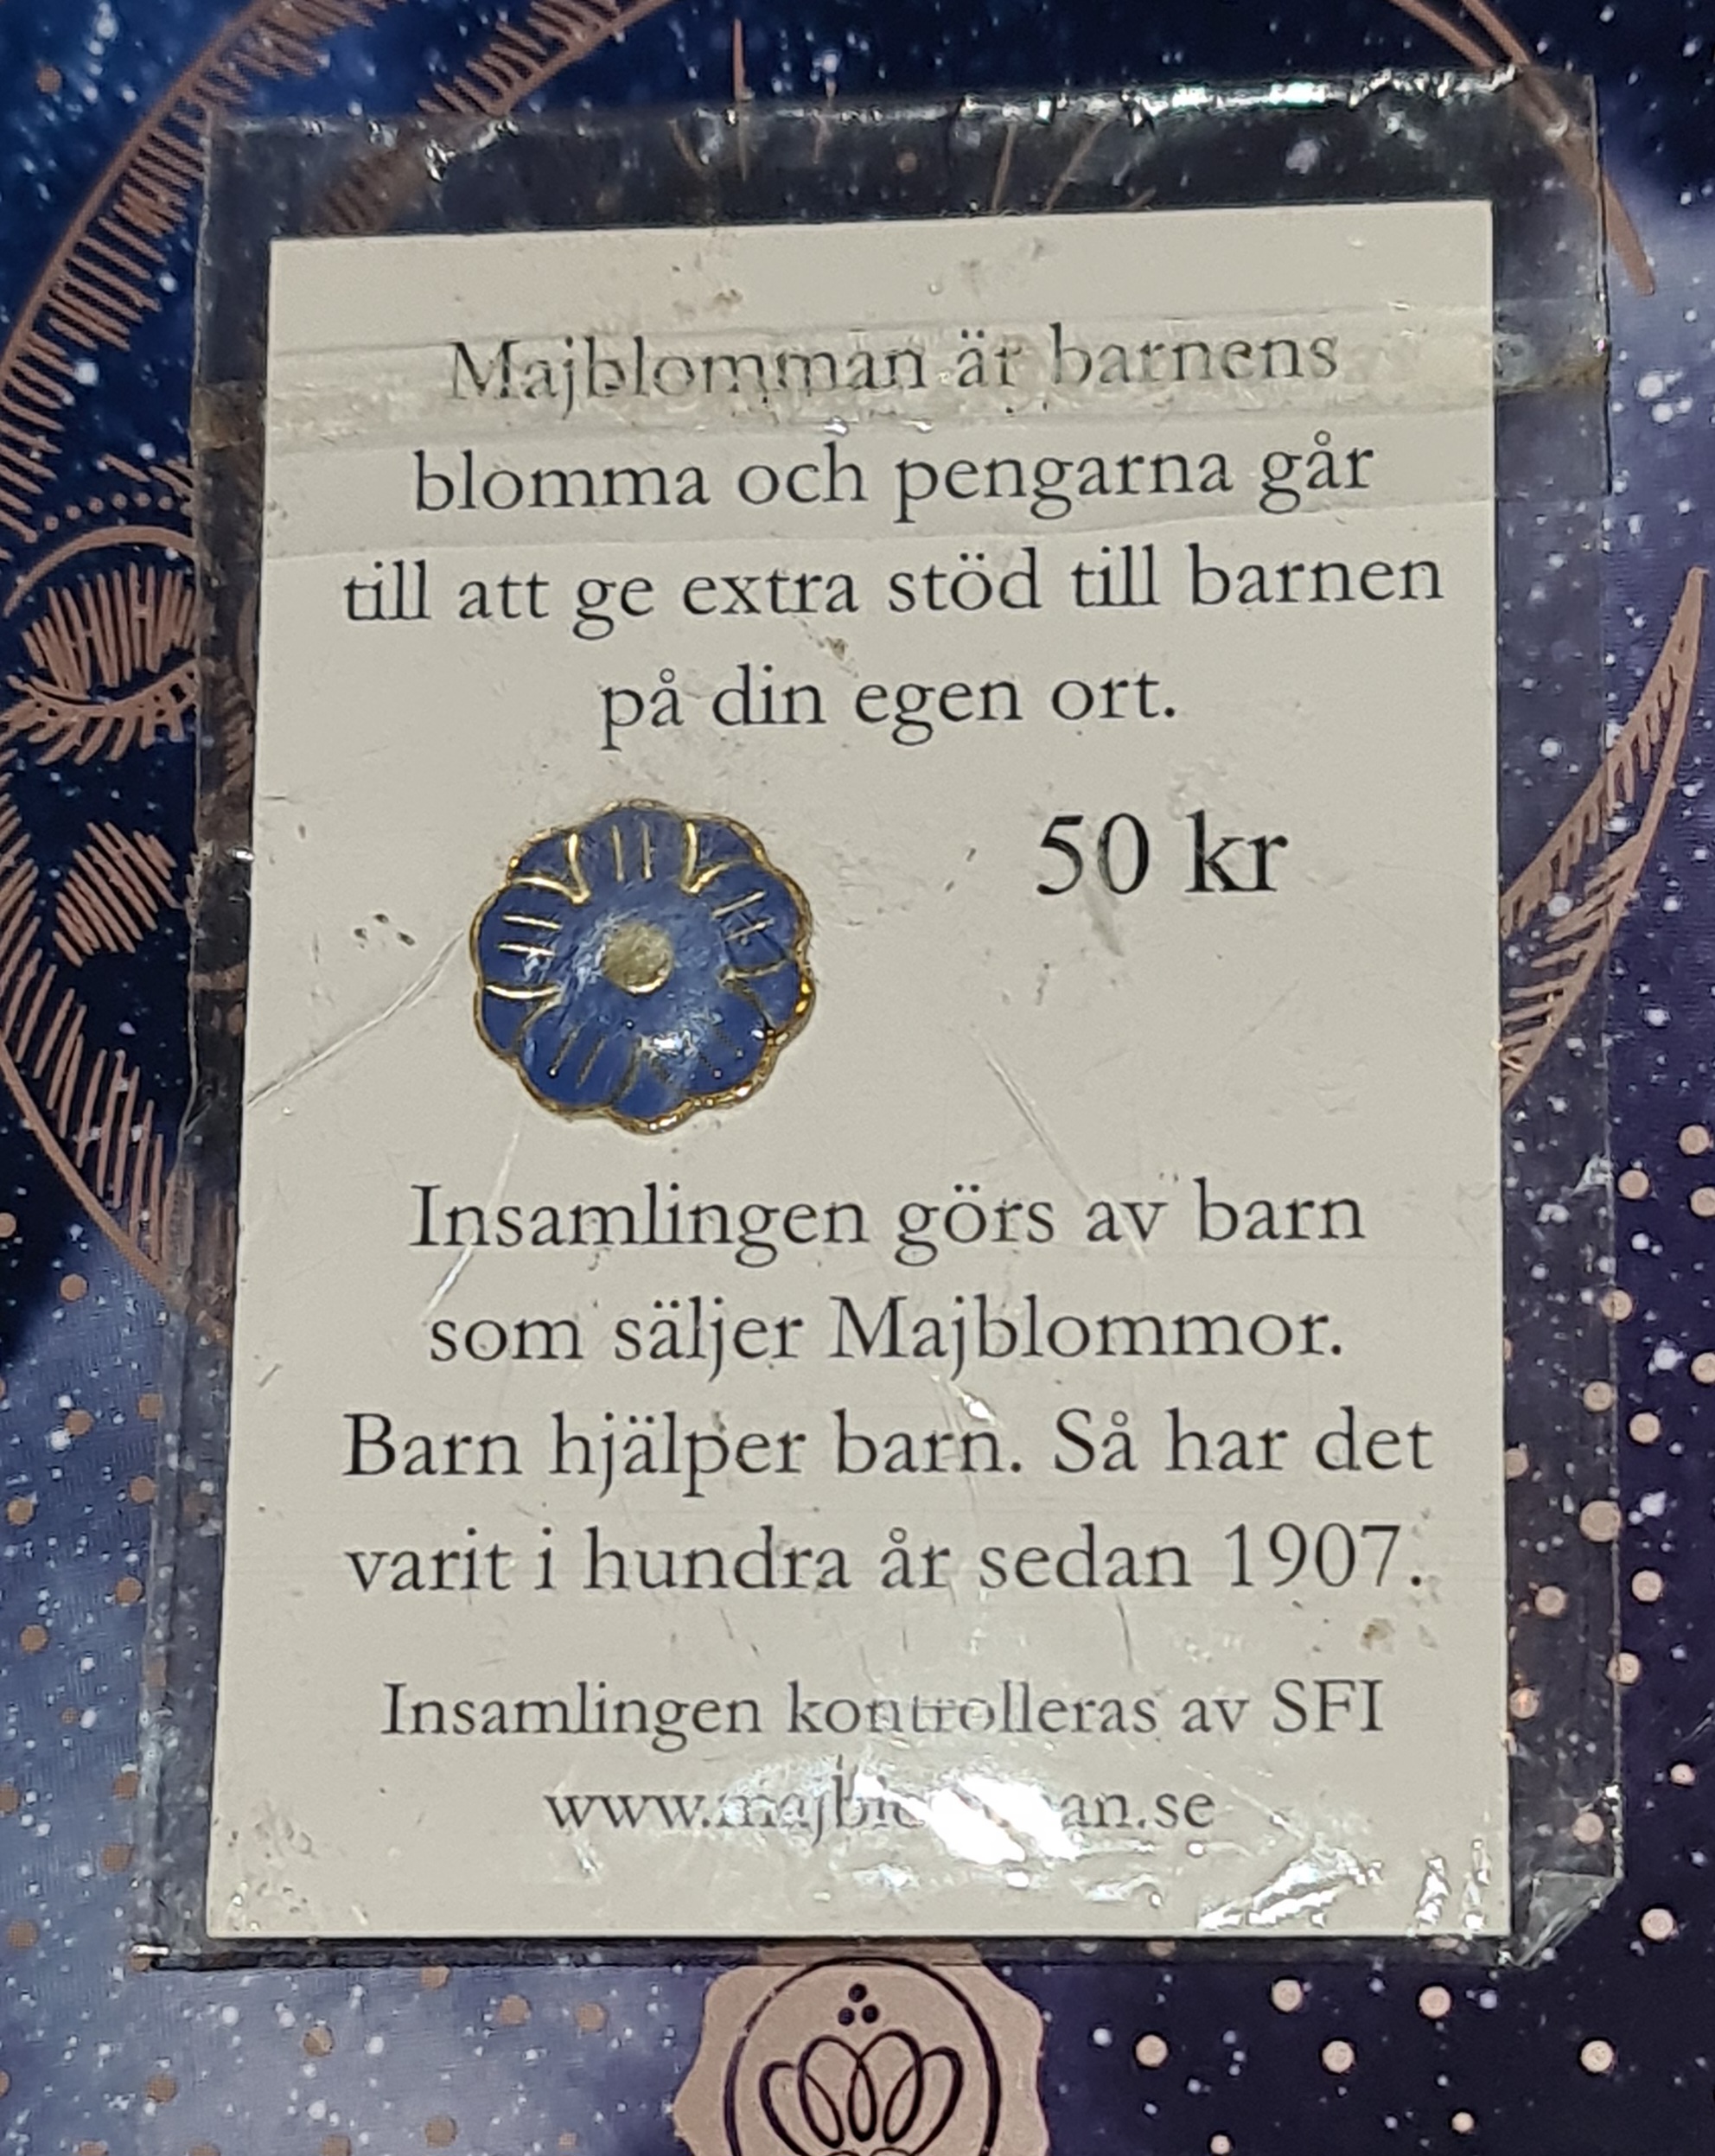 Majblomman är barnens
blomma och pengarna går
till att ge extra stöd till barnen
på din egen ort.
50 kr
Insamlingen görs av barn
som säljer Majblommor.
Barn hjälper barn. Så har det
varit i hundra år sedan 1907.
Insamlingen kontrolleras av SFI